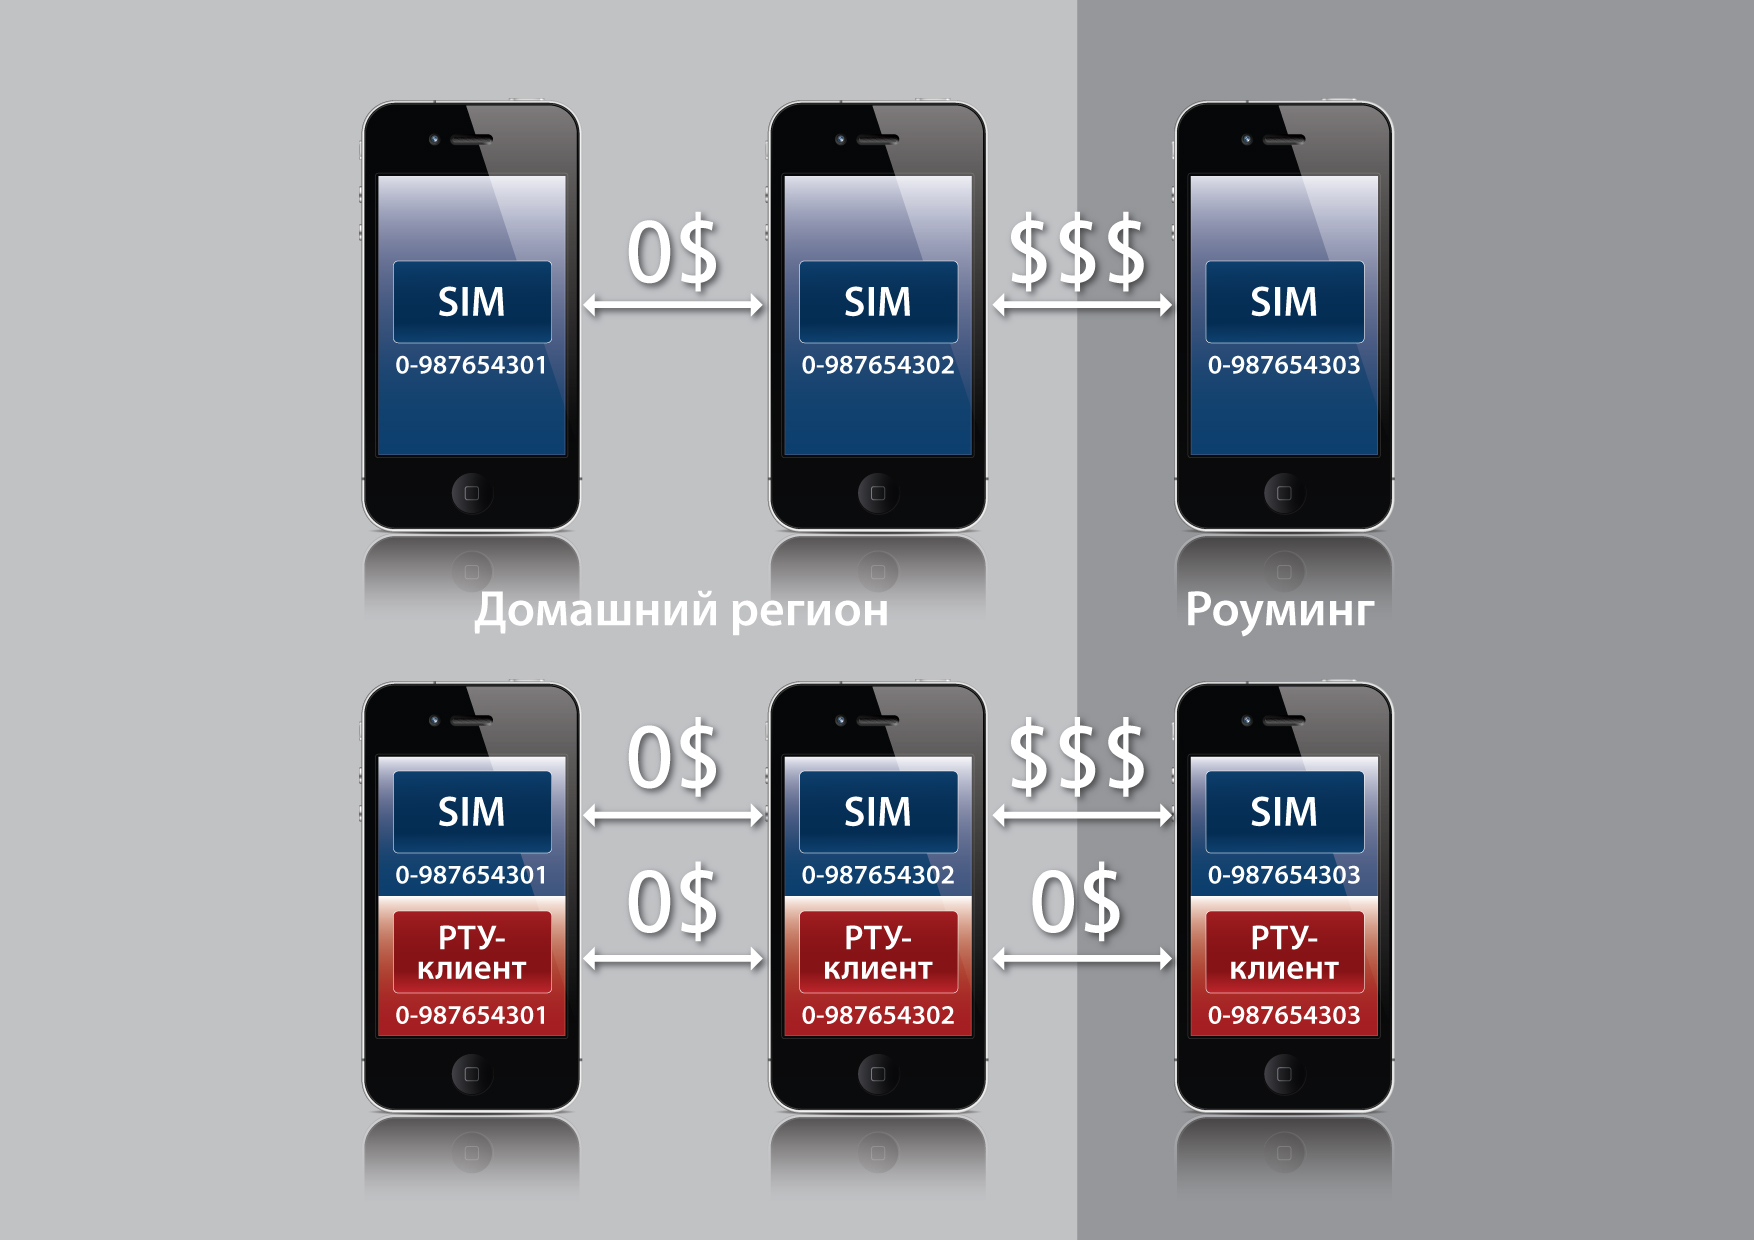 0$
$$$
SIM
SIM
SIM
0-987654301
0-987654302
0-987654303
Домашний регион
Роуминг
0$
$$$
SIM
SIM
SIM
0-987654301
0-987654302
0-987654303
0$
0$
РТУ-
клиент
РТУ-
клиент
РТУ-
клиент
0-987654301
0-987654302
0-987654303